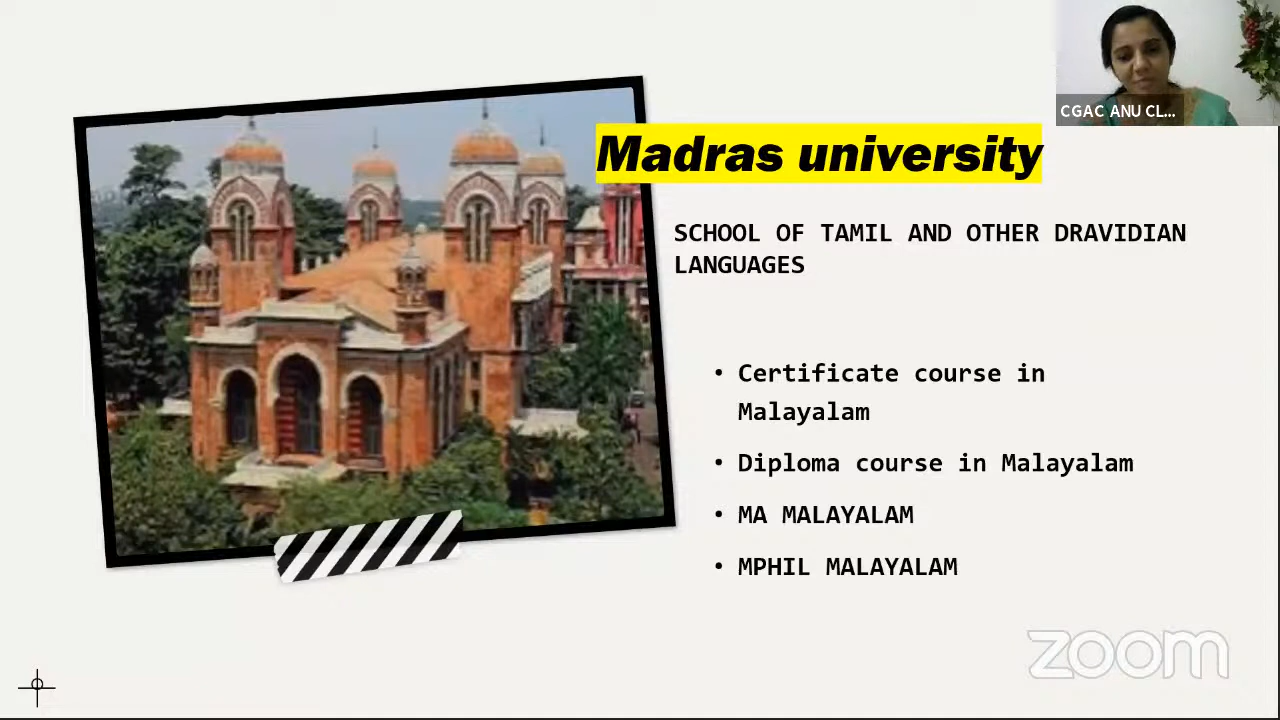 CGAC ANU CL...
Madras university
SCHOOL OF TAMIL AND OTHER DRAVIDIAN
LANGUAGES
• Certificate course in
Malayalam
• Diploma course in Malayalam
• MA MALAYALAM
• MPHIL MALAYALAM
zoom